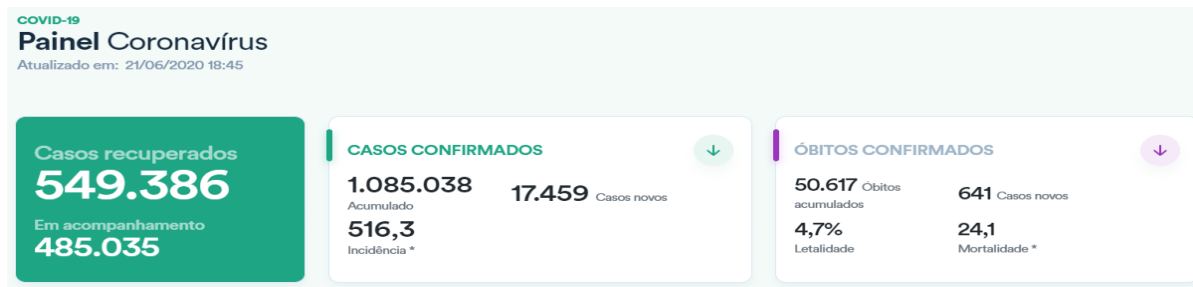 COVID-19
Painel Coronavírus
Atualizado em: 21/06/2020 18:45
Casos recuperados
549.386
Em acompanhamento
485.035
CASOS CONFIRMADOS
1.085.038
Acumulado
17.459 Casos novos
516,3
Incidência *
ÓBITOS CONFIRMADOS
50.617 Óbitos
acumulados
641 Casos novos
4,7%
Letalidade
24,1
Mortalidade *